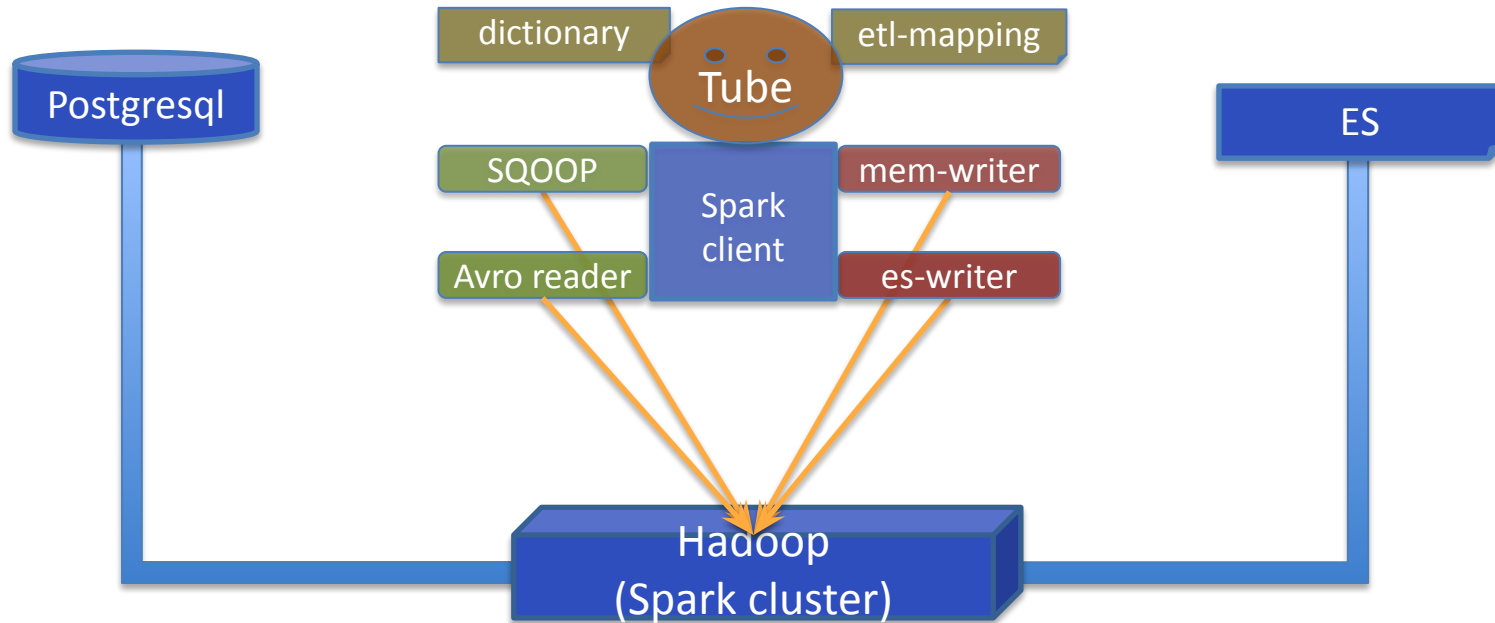 dictionary
etl-mapping
Tube
Postgresql
ES
SQOOP
mem-writer
Spark
client
Avro reader
es-writer
Hadoop
(Spark cluster)